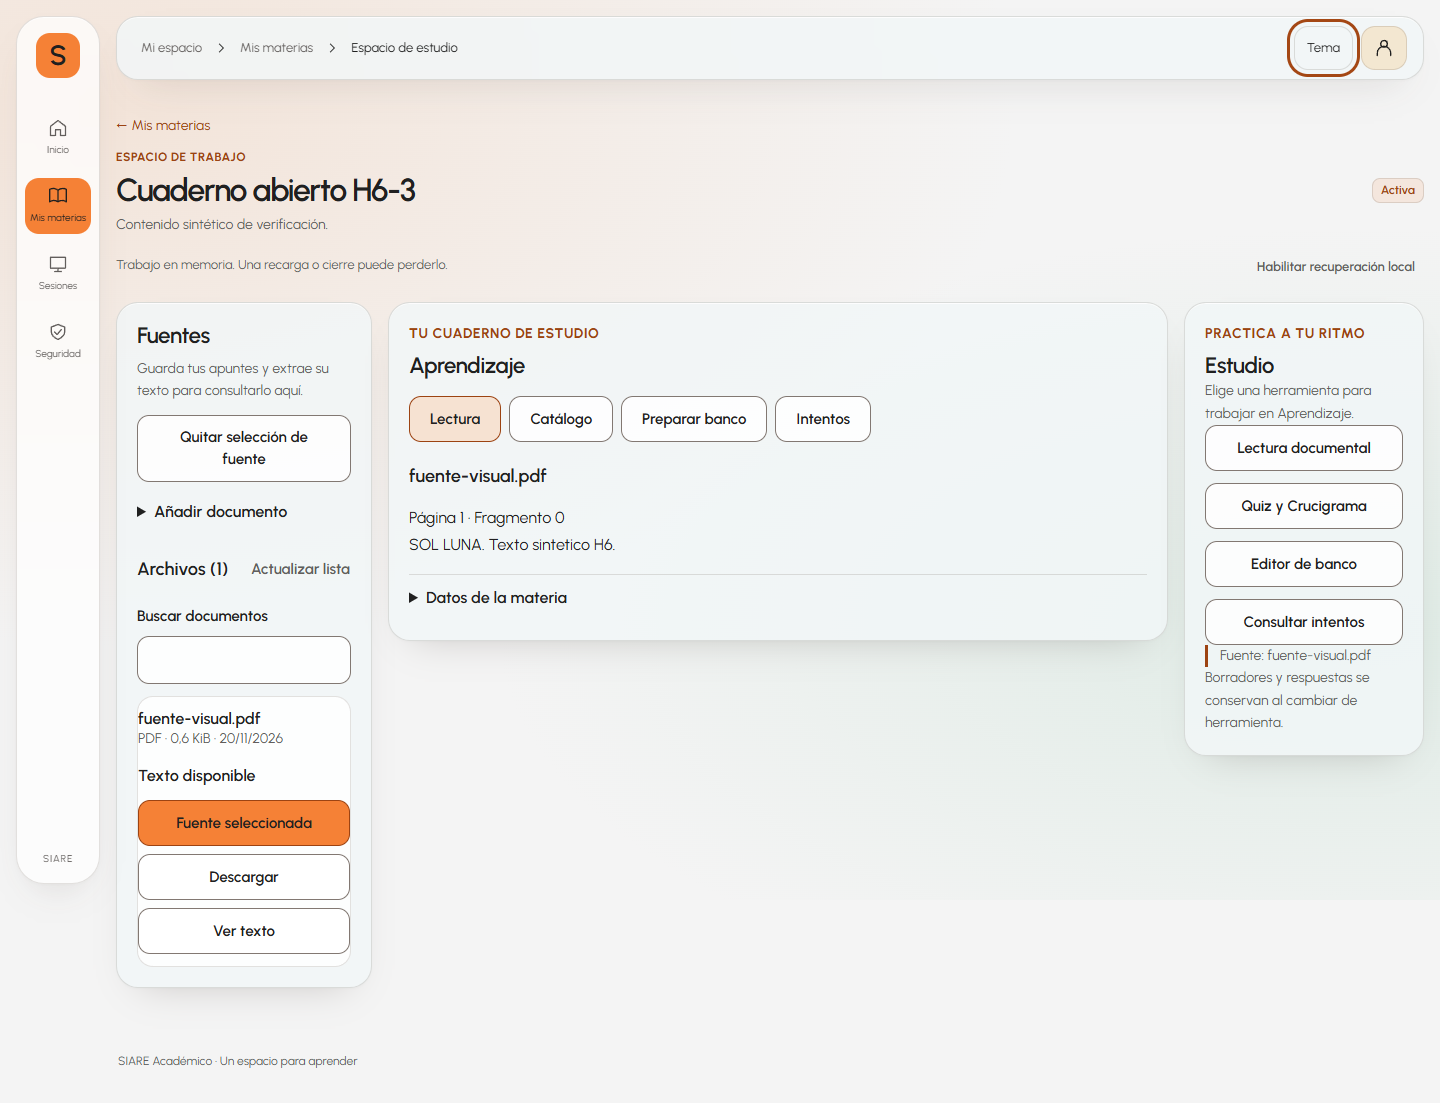 S
Inicio
Mis materias
Sesiones
Seguridad
SIARE
Mi espacio > Mis materias > Espacio de estudio
Tema
← Mis materias
ESPACIO DE TRABAJO
Cuaderno abierto H6-3
Activa
Contenido sintético de verificación.
Trabajo en memoria. Una recarga o cierre puede perderlo.
Habilitar recuperación local
Fuentes
Guarda tus apuntes y extrae su
texto para consultarlo aquí.
Quitar selección de
fuente
Añadir documento
Archivos (1)
Actualizar lista
Buscar documentos
fuente-visual.pdf
PDF · 0,6 KiB · 20/11/2026
Texto disponible
Fuente seleccionada
Descargar
Ver texto
TU CUADERNO DE ESTUDIO
Aprendizaje
Lectura
Catálogo
Preparar banco
Intentos
fuente-visual.pdf
Página 1 · Fragmento 0
SOL LUNA. Texto sintetico H6.
Datos de la materia
PRACTICA A TU RITMO
Estudio
Elige una herramienta para
trabajar en Aprendizaje.
Lectura documental
Quiz y Crucigrama
Editor de banco
Consultar intentos
Fuente: fuente-visual.pdf
Borradores y respuestas se
conservan al cambiar de
herramienta.
SIARE Académico · Un espacio para aprender